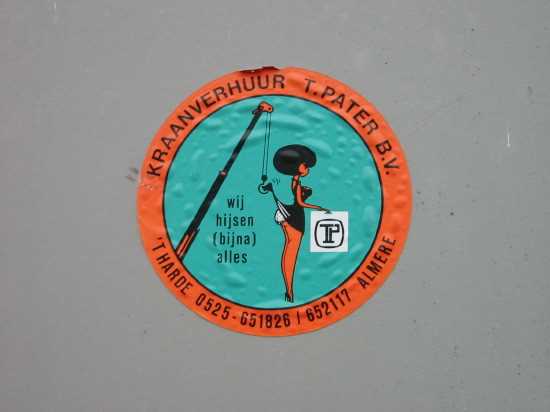 KRAANVERHUUR T. PATER B.V.
wij
hijsen
(bijna)
alles
TP
'T HARDE 0525-651826 / 652117 ALMERE